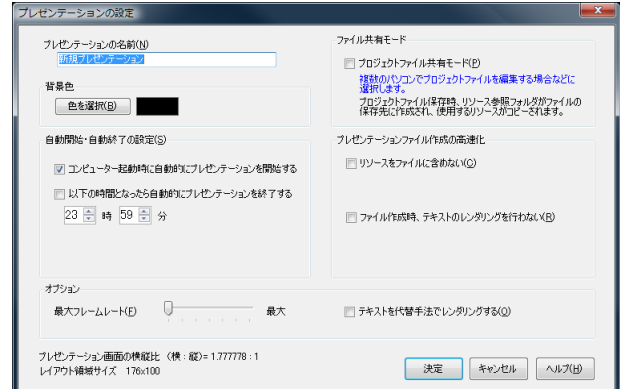 プレゼンテーションの設定
プレゼンテーションの名前(N)
新規プレゼンテーション
背景色
色を選択(B)
自動開始・自動終了の設定(S)
コンピューター起動時に自動的にプレゼンテーションを開始する
以下の時間となったら自動的にプレゼンテーションを終了する
23 時 59 分
ファイル共有モード
プロジェクトファイル共有モード(P)
複数のパソコンでプロジェクトファイルを編集する場合などに
選択します。
プロジェクトファイル保存時、リソース参照フォルダがファイルの
保存先に作成され、使用するリソースがコピーされます。
プレゼンテーションファイル作成の高速化
リソースをファイルに含めない(C)
ファイル作成時、テキストのレンダリングを行わない(R)
オプション
最大フレームレート(F) 最大
テキストを代替手法でレンダリングする(O)
プレゼンテーション画面の横縦比 (横：縦)= 1.777778 : 1
レイアウト領域サイズ 176x100
決定 キャンセル ヘルプ(H)